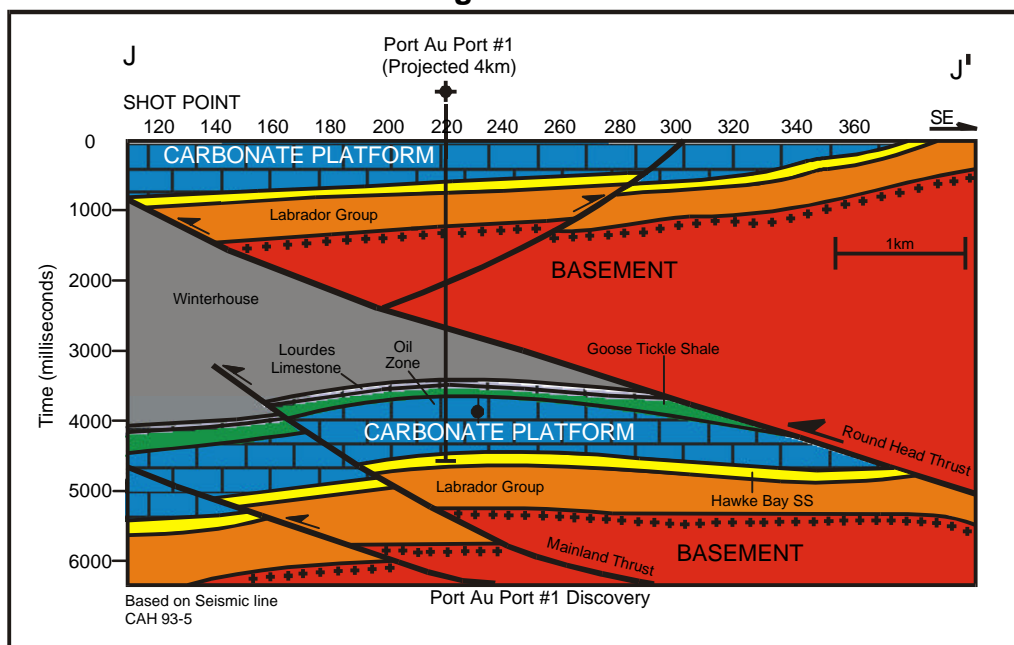 g
J
Port Au Port #1
(Projected 4km)
J'
SHOT POINT
SE
120 140 160 180 200 220 240 260 280 300 320 340 360
0
CARBONATE PLATFORM
1000
Labrador Group
1km
BASEMENT
2000
Winterhouse
Time (milliseconds)
3000
Lourdes
Limestone
Oil
Zone
Goose Tickle Shale
4000
CARBONATE PLATFORM
Round Head Thrust
5000
Labrador Group
Hawke Bay SS
Mainland Thrust
BASEMENT
6000
Based on Seismic line
CAH 93-5
Port Au Port #1 Discovery